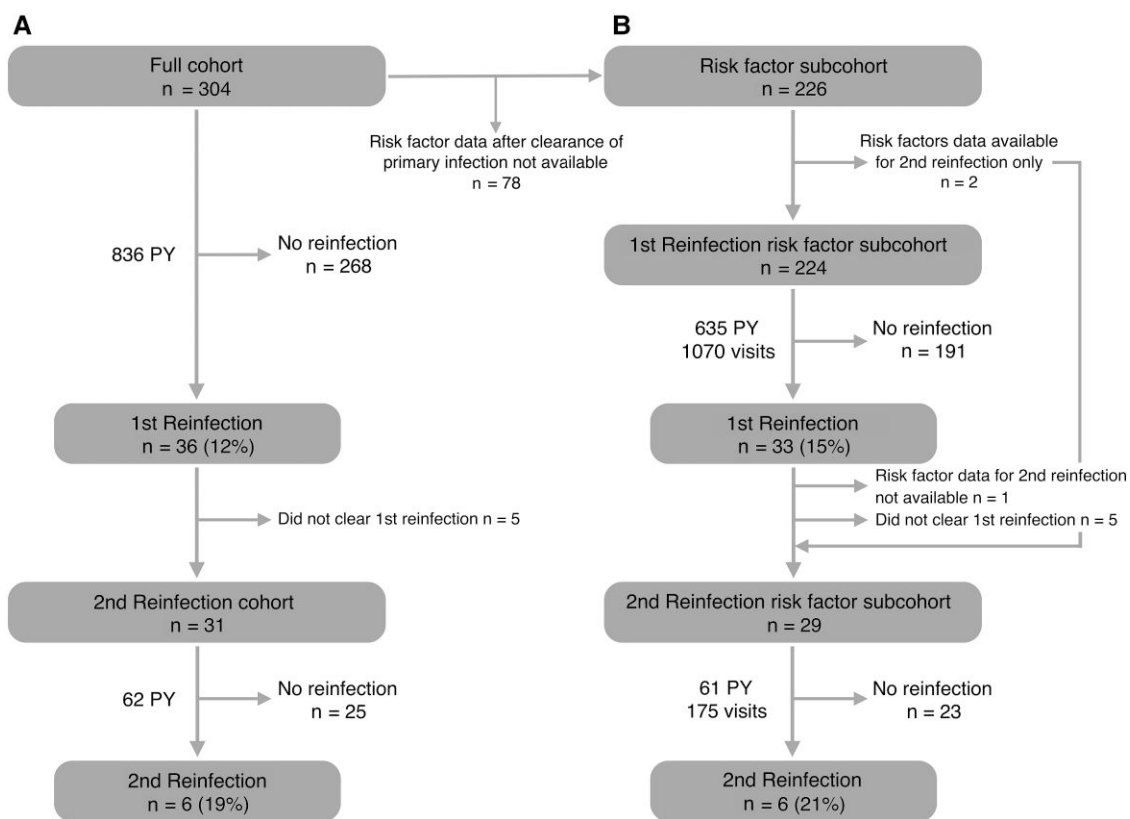 A
Full cohort
n = 304
Risk factor data after clearance of
primary infection not available
n = 78
836 PY
No reinfection
n = 268
1st Reinfection
n = 36 (12%)
Did not clear 1st reinfection n = 5
2nd Reinfection cohort
n = 31
62 PY
No reinfection
n = 25
2nd Reinfection
n = 6 (19%)
B
Risk factor subcohort
n = 226
Risk factors data available
for 2nd reinfection only
n = 2
1st Reinfection risk factor subcohort
n = 224
635 PY
1070 visits
No reinfection
n = 191
1st Reinfection
n = 33 (15%)
Risk factor data for 2nd reinfection
not available n = 1
Did not clear 1st reinfection n = 5
2nd Reinfection risk factor subcohort
n = 29
61 PY
175 visits
No reinfection
n = 23
2nd Reinfection
n = 6 (21%)